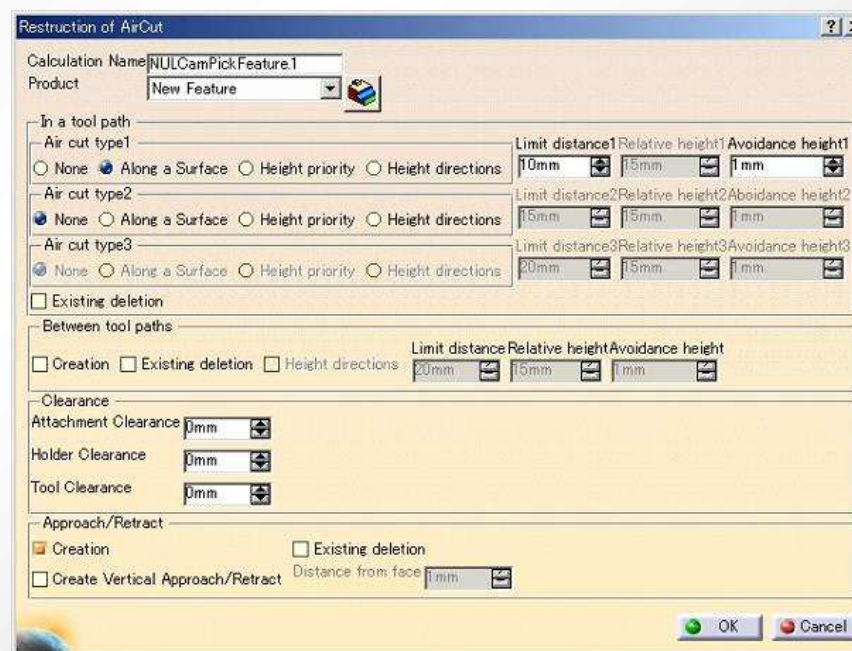 Restruction of AirCut
Calculation Name NULCamPickFeature.1
Product New Feature
In a tool path
Air cut type1
Limit distance1 Relative height1 Avoidance height1
None Along a Surface Height priority Height directions 10mm 15mm 1mm
Air cut type2
Limit distance2 Relative height2 Aboidance height2
None Along a Surface Height priority Height directions 15mm 15mm 1mm
Air cut type3
Limit distance3 Relative height3 Avoidance height3
None Along a Surface Height priority Height directions 20mm 15mm 1mm
Existing deletion
Between tool paths
Limit distance Relative height Avoidance height
Creation Existing deletion Height directions 20mm 15mm 1mm
Clearance
Attachment Clearance 0mm
Holder Clearance 0mm
Tool Clearance 0mm
Approach/Retract
Creation Existing deletion
Create Vertical Approach/Retract Distance from face 1mm
OK Cancel